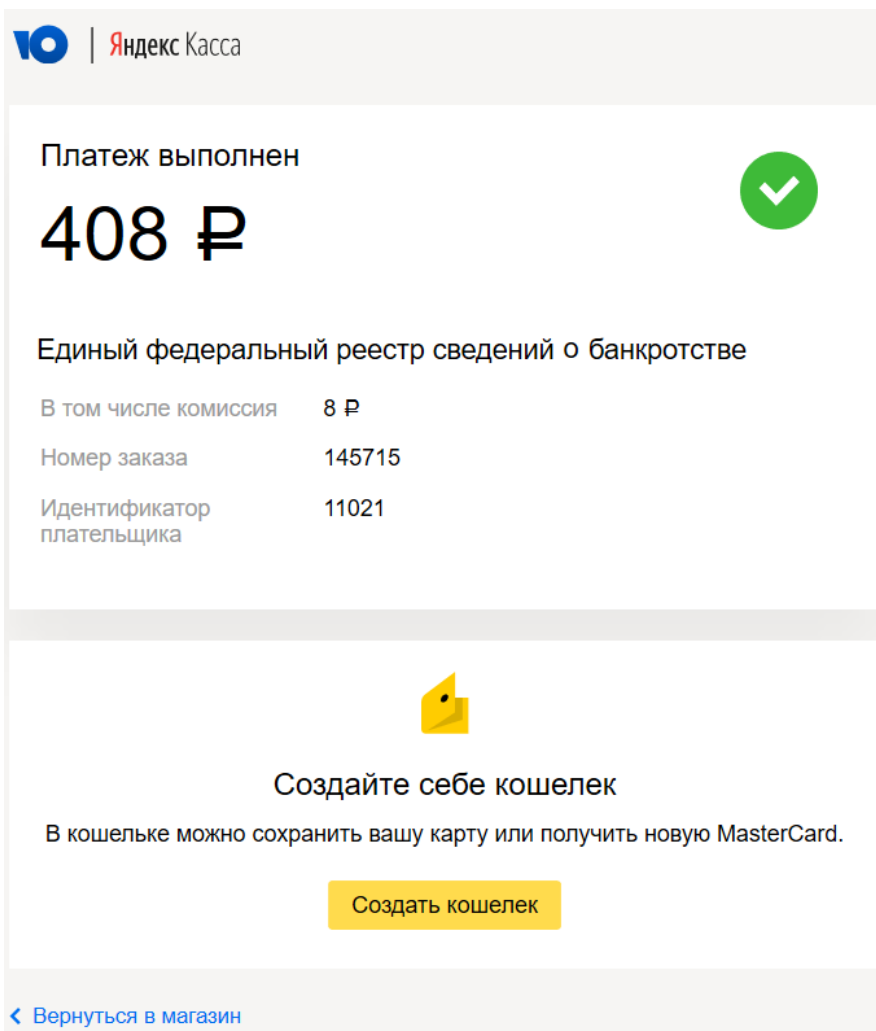 Ю | Яндекс Касса
Платеж выполнен
408 ₽
Единый федеральный реестр сведений о банкротстве
В том числе комиссия 8 ₽
Номер заказа 145715
Идентификатор 11021
плательщика
Создайте себе кошелек
В кошельке можно сохранить вашу карту или получить новую MasterCard.
Создать кошелек
Вернуться в магазин